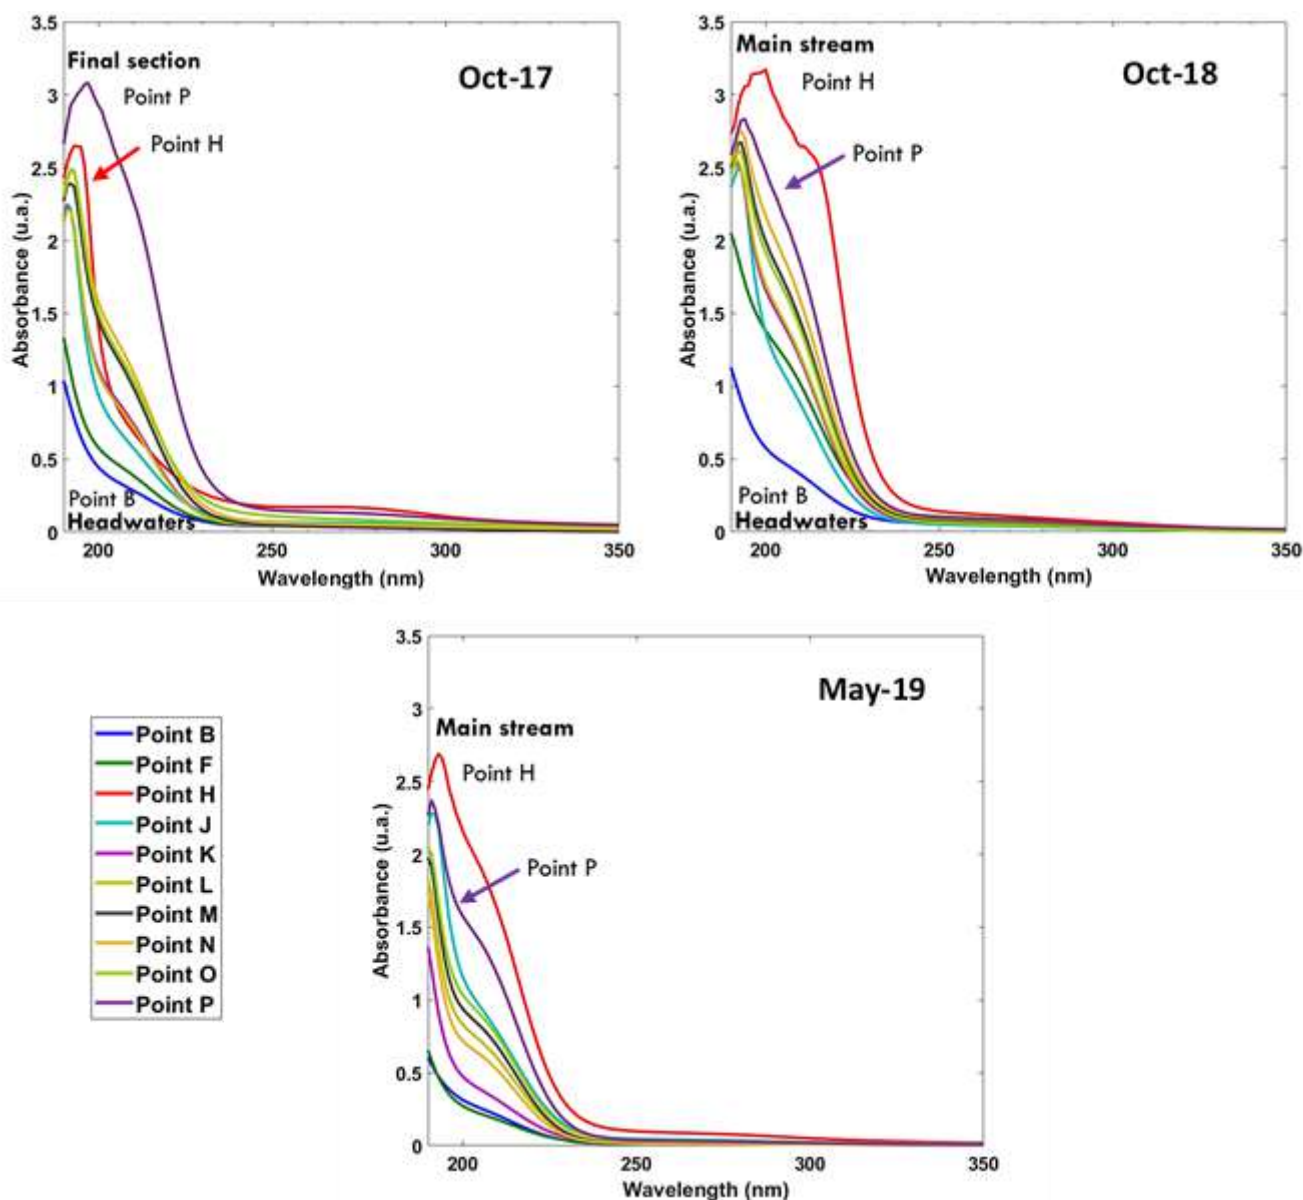 Oct-17
Final section
Point P
Point H
Point B
Headwaters
Absorbance (u.a.)
3.5
3
2.5
2
1.5
1
0.5
0
200
250
300
350
Wavelength (nm)
Oct-18
Main stream
Point H
Point P
Point B
Headwaters
Absorbance (u.a.)
3.5
3
2.5
2
1.5
1
0.5
0
200
250
300
350
Wavelength (nm)
Point B
Point F
Point H
Point J
Point K
Point L
Point M
Point N
Point O
Point P
May-19
Main stream
Point H
Point P
Absorbance (u.a.)
3.5
3
2.5
2
1.5
1
0.5
0
200
250
300
350
Wavelength (nm)